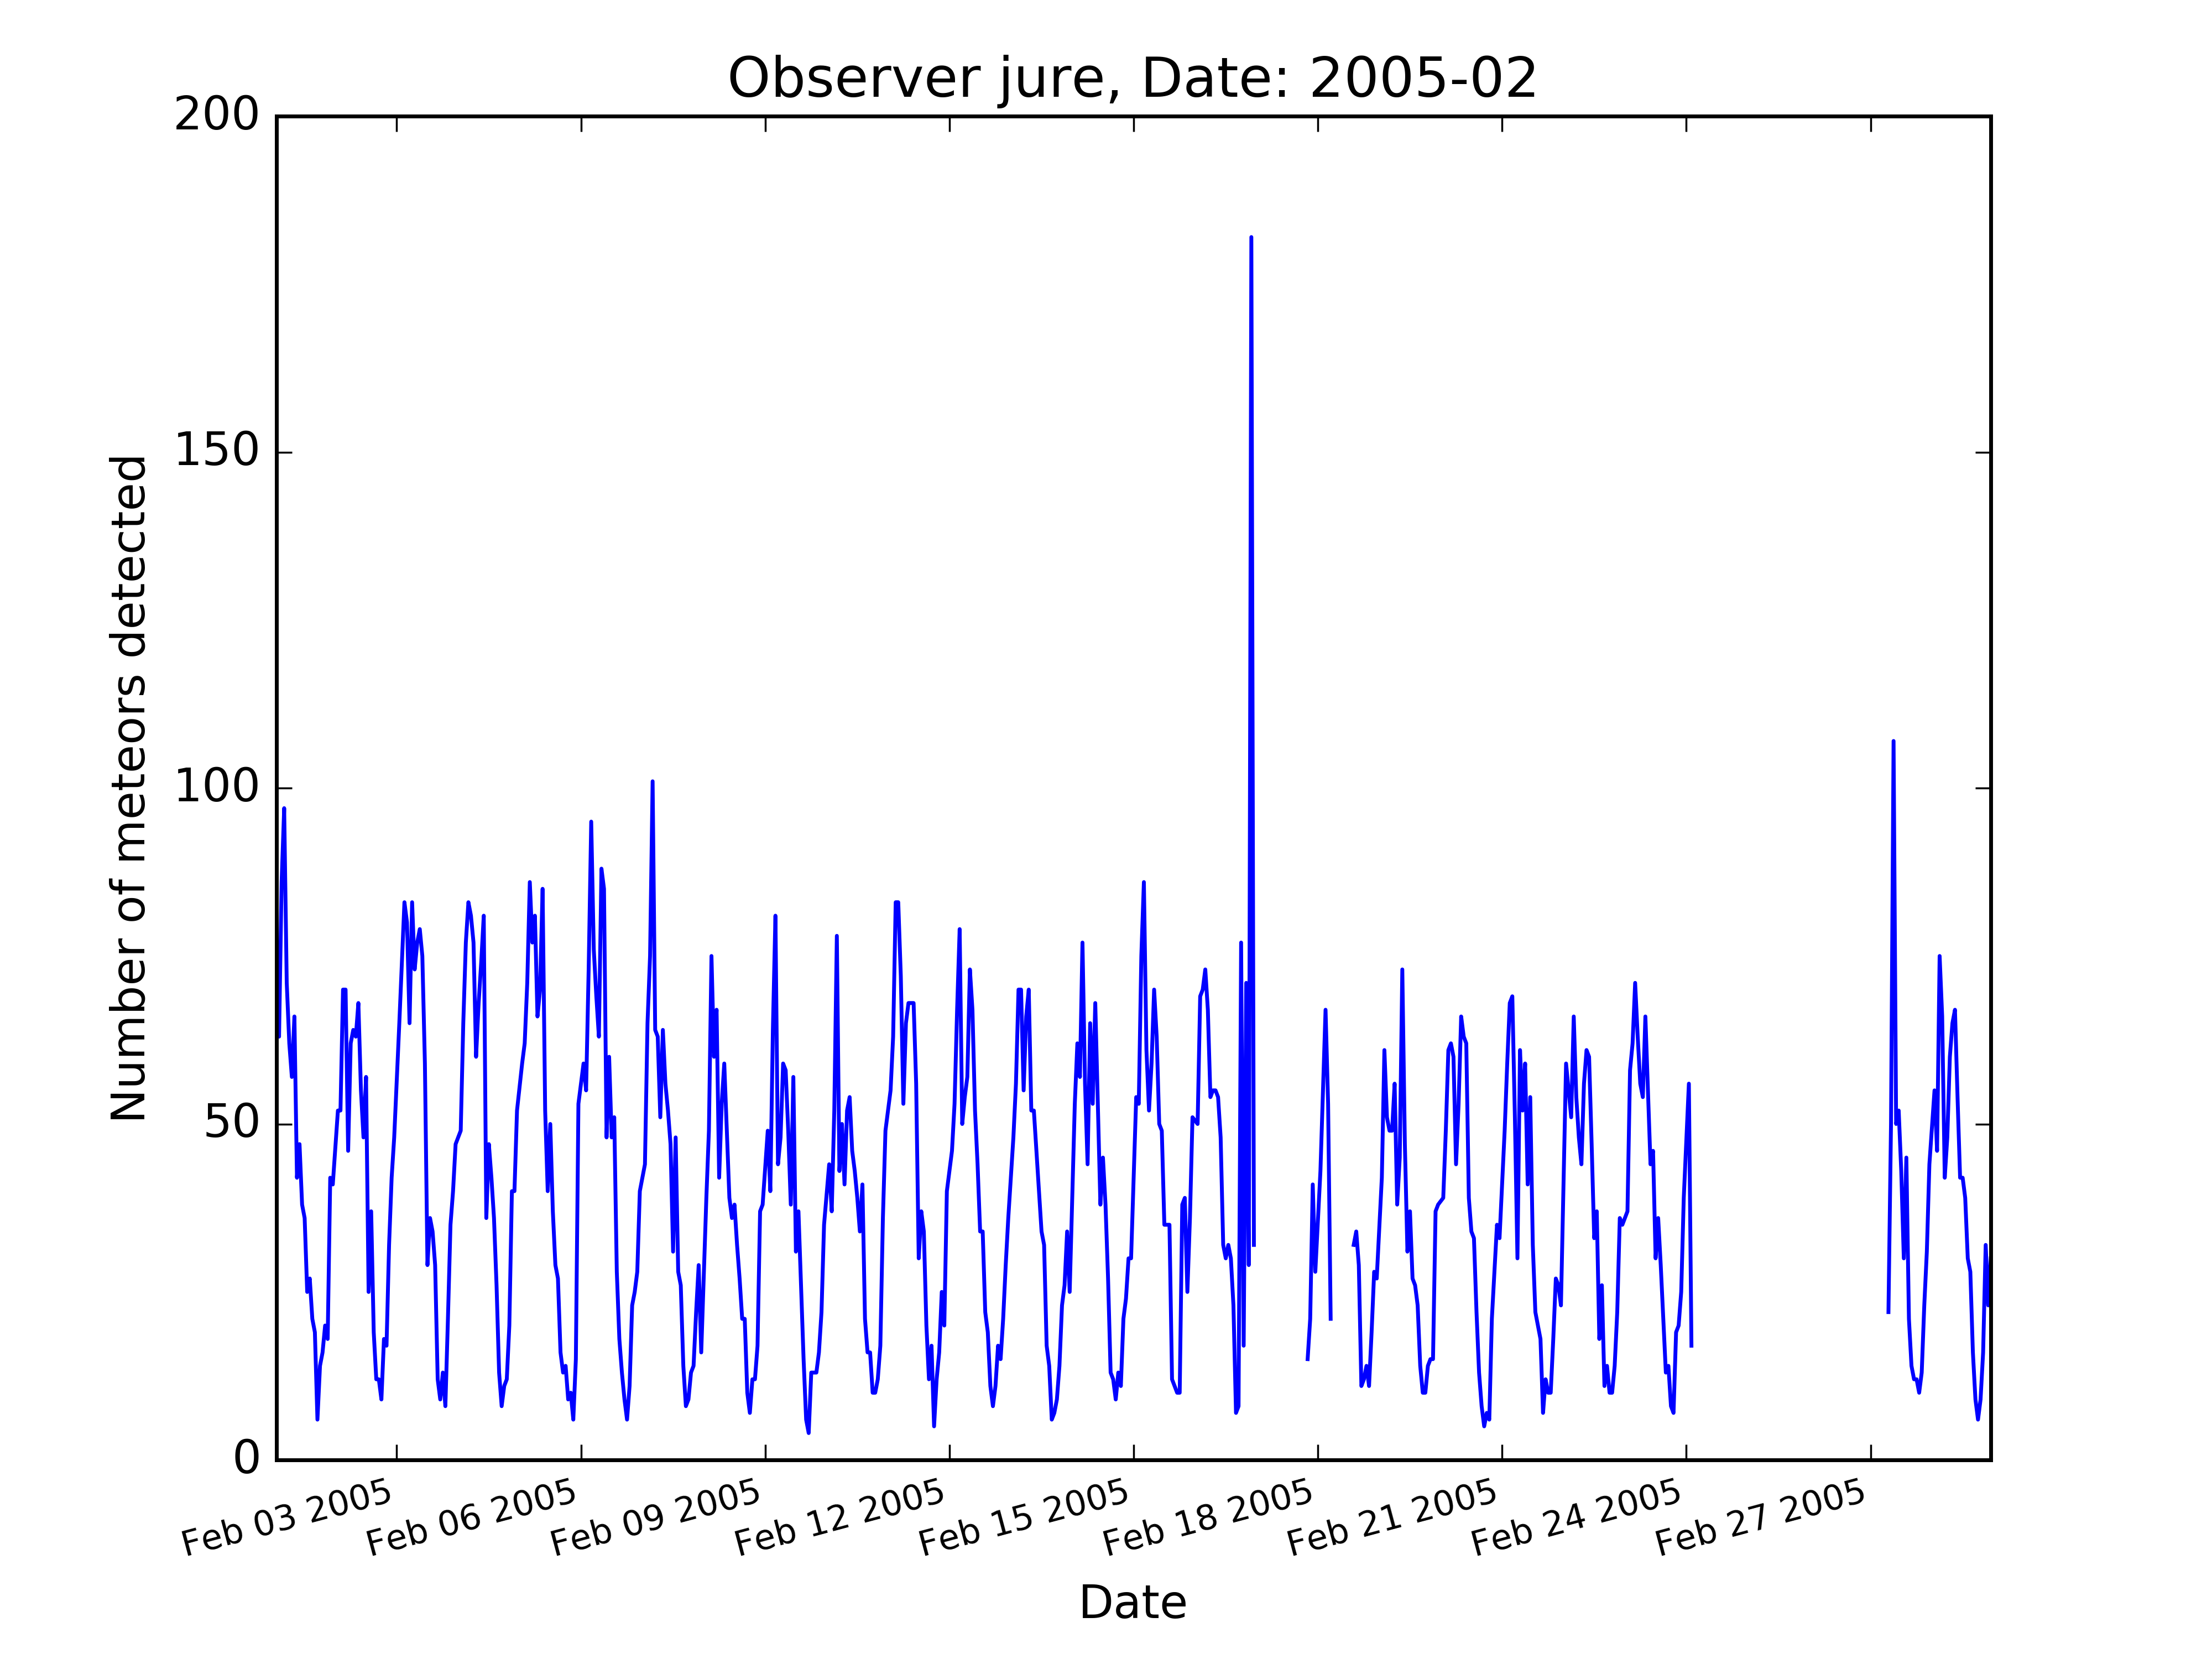 Observer jure, Date: 2005-02
Number of meteors detected
200
150
100
50
0
Feb 03 2005
Feb 06 2005
Feb 09 2005
Feb 12 2005
Feb 15 2005
Feb 18 2005
Feb 21 2005
Feb 24 2005
Feb 27 2005
Date